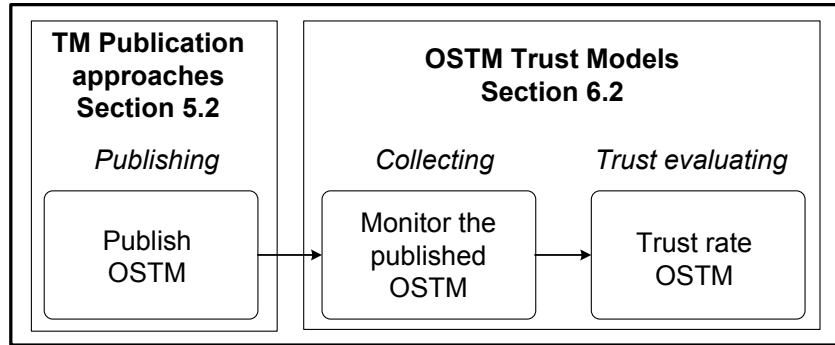 TM Publication
approaches
Section 5.2
OSTM Trust Models
Section 6.2
Publishing
Collecting
Trust evaluating
Publish
OSTM
Monitor the
published
OSTM
Trust rate
OSTM